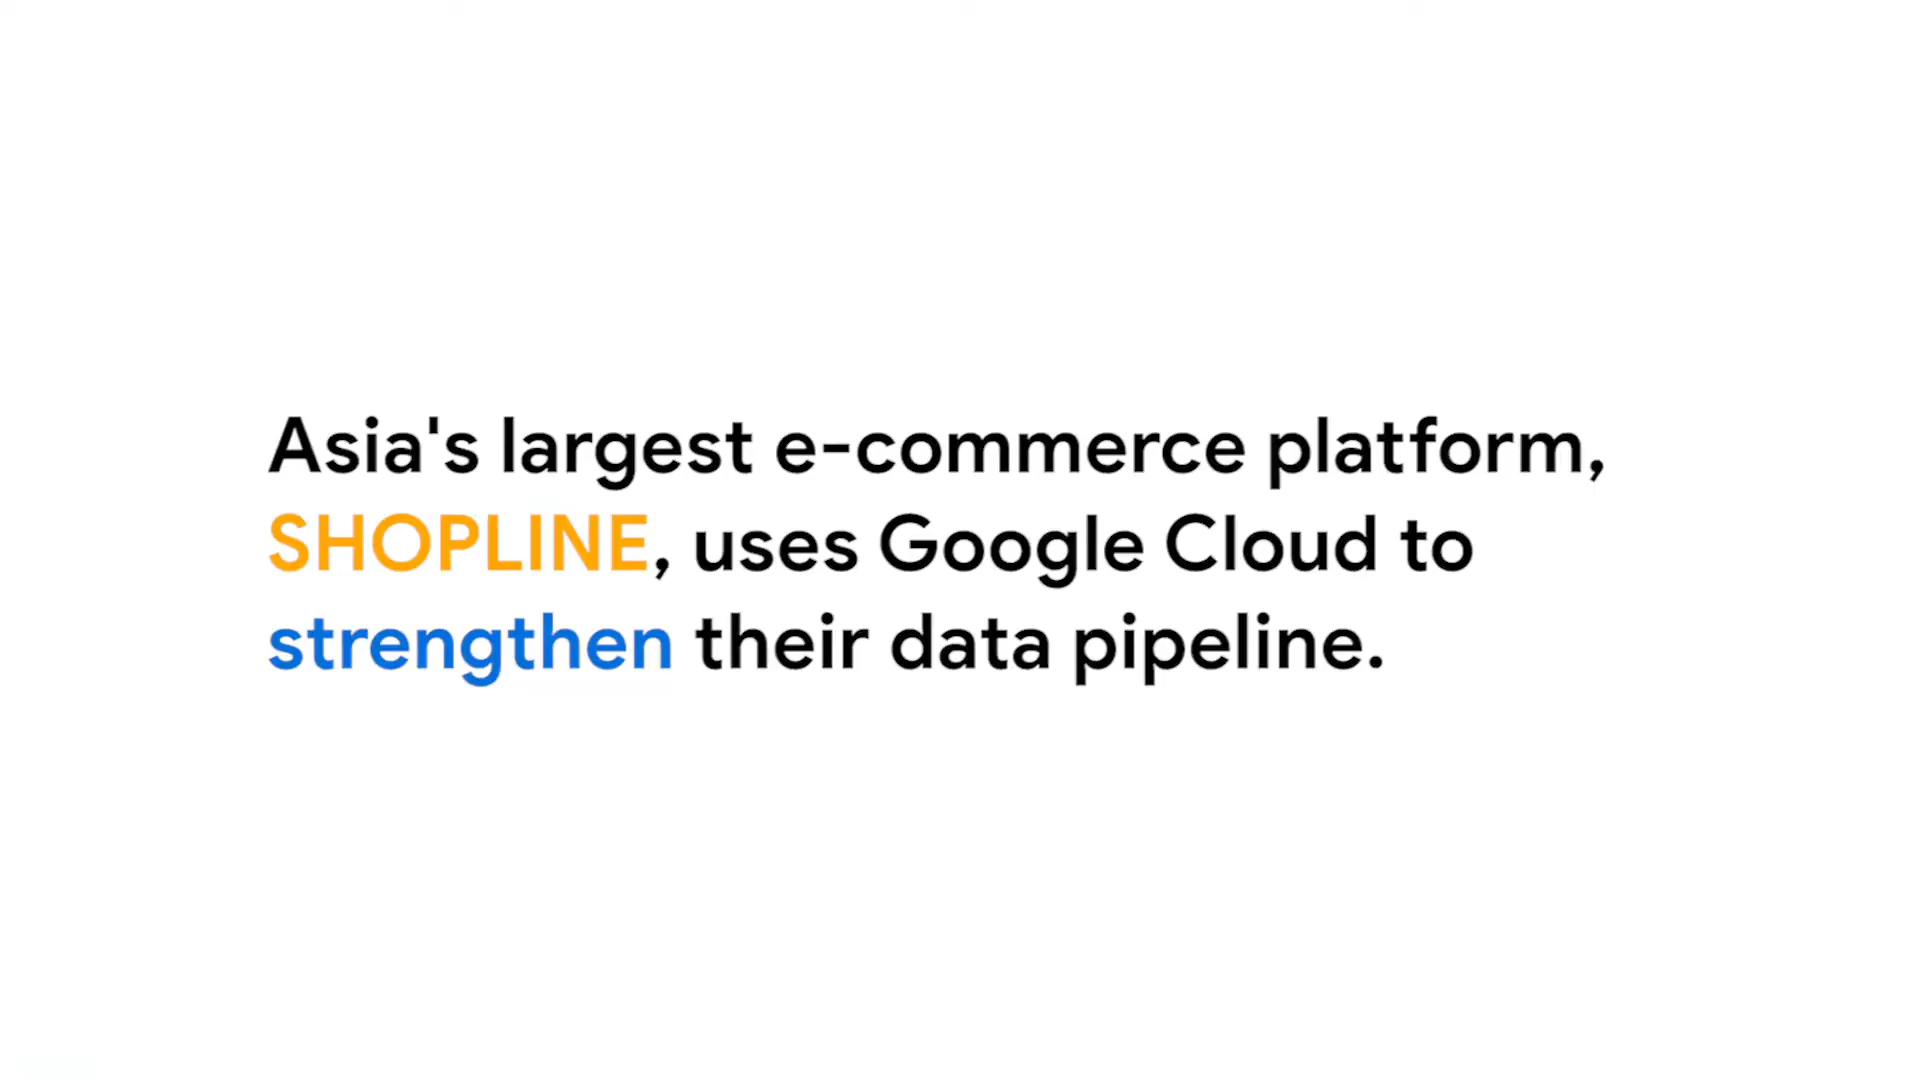 Asia's largest e-commerce platform,
SHOPLINE, uses Google Cloud to
strengthen their data pipeline.